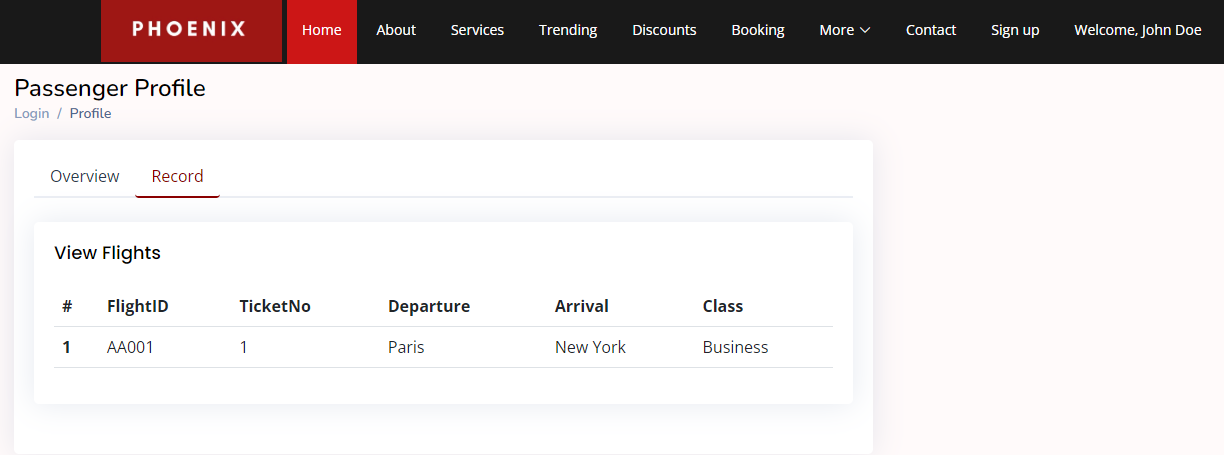 PHOENIX Home About Services Trending Discounts Booking More Contact Sign up Welcome, John Doe
Passenger Profile
Login / Profile
Overview Record
View Flights
# FlightID TicketNo Departure Arrival Class
1 AA001 1 Paris New York Business